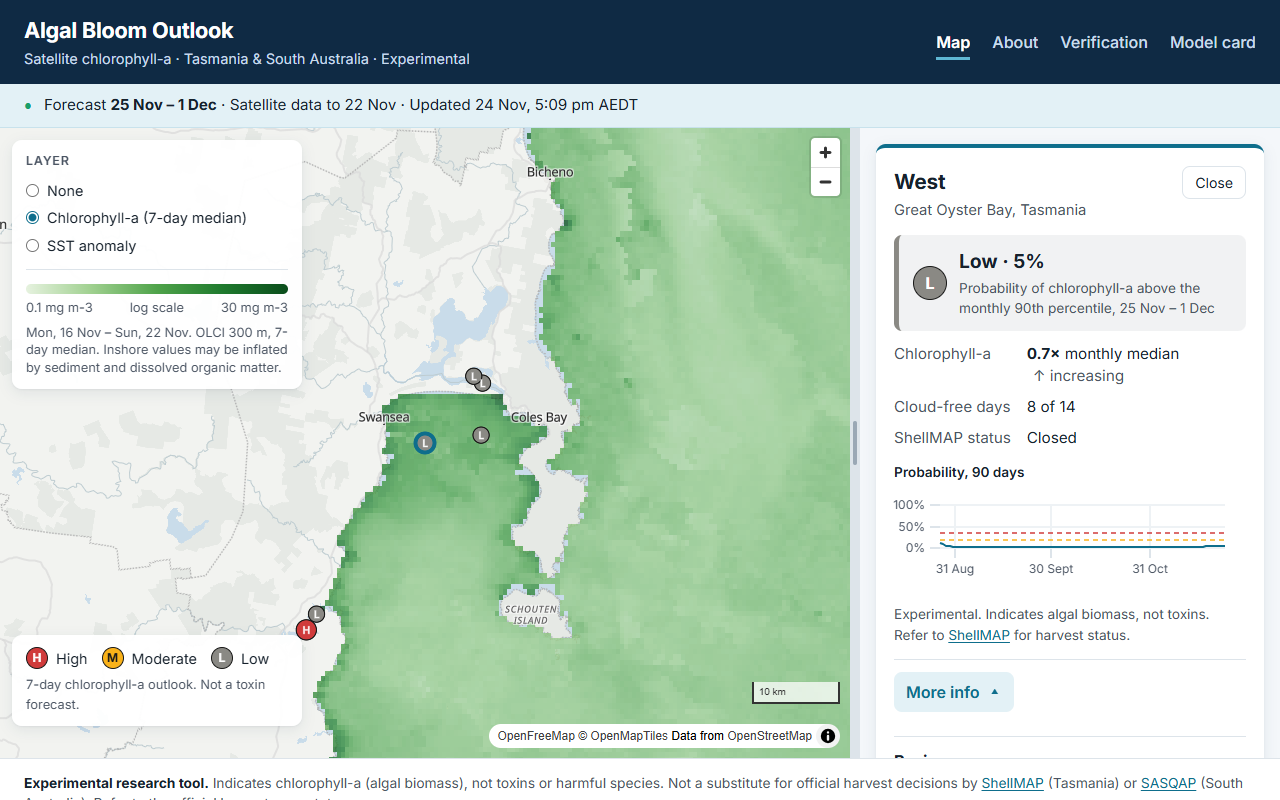 Algal Bloom Outlook
Satellite chlorophyll-a · Tasmania & South Australia · Experimental
Map
About
Verification
Model card
Forecast 25 Nov – 1 Dec · Satellite data to 22 Nov · Updated 24 Nov, 5:09 pm AEDT
LAYER
None
Chlorophyll-a (7-day median)
SST anomaly
0.1 mg m-3 log scale 30 mg m-3
Mon, 16 Nov – Sun, 22 Nov. OLCI 300 m, 7-
day median. Inshore values may be inflated
by sediment and dissolved organic matter.
n
Bicheno
+
−
L
L
Swansea
Coles Bay
L
L
SCHOUTEN
ISLAND
L
H
H High M Moderate L Low
7-day chlorophyll-a outlook. Not a toxin
forecast.
10 km
OpenFreeMap © OpenMapTiles Data from OpenStreetMap
West
Close
Great Oyster Bay, Tasmania
L
Low · 5%
Probability of chlorophyll-a above the
monthly 90th percentile, 25 Nov – 1 Dec
Chlorophyll-a 0.7× monthly median
↑ increasing
Cloud-free days 8 of 14
ShellMAP status Closed
Probability, 90 days
100%
50%
0%
31 Aug 30 Sept 31 Oct
Experimental. Indicates algal biomass, not toxins.
Refer to ShellMAP for harvest status.
More info ▲
Experimental research tool. Indicates chlorophyll-a (algal biomass), not toxins or harmful species. Not a substitute for official harvest decisions by ShellMAP (Tasmania) or SASQAP (South